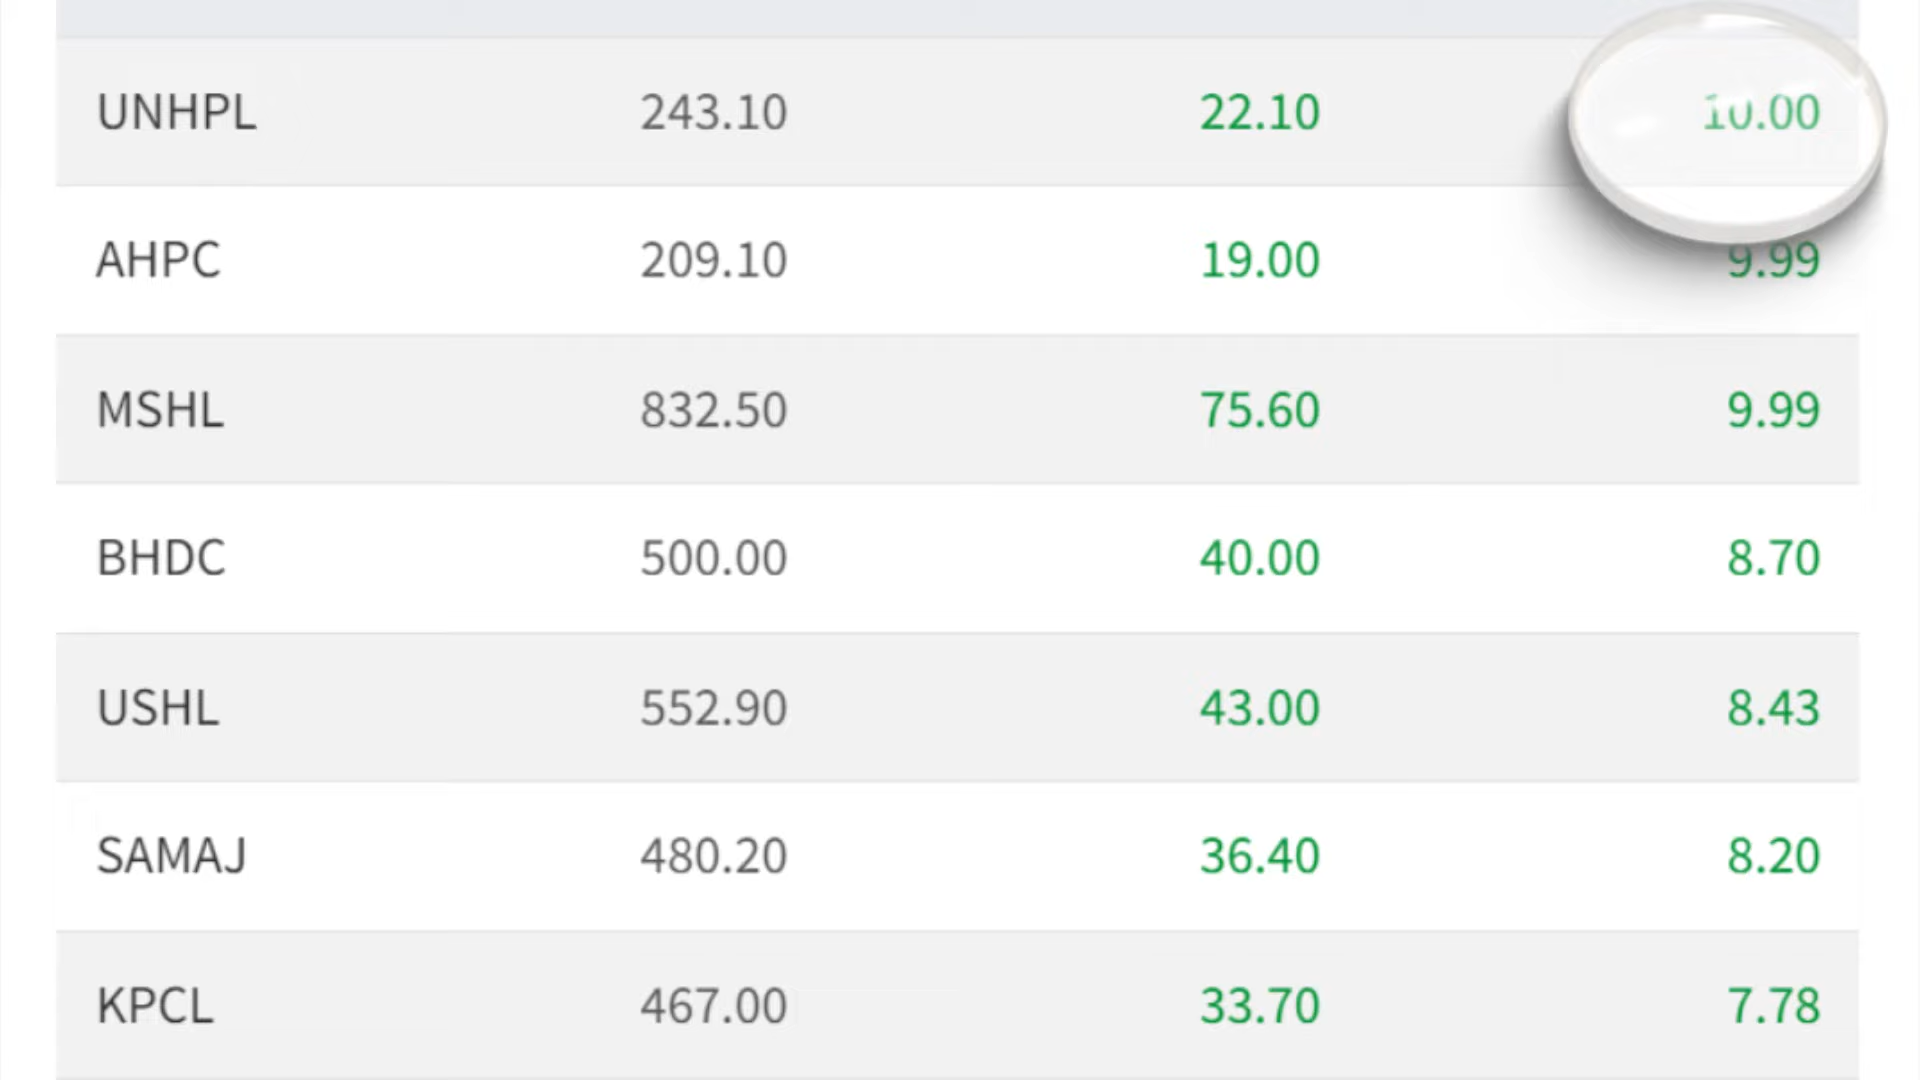 UNHPL 243.10 22.10 10.00
AHPC 209.10 19.00 9.99
MSHL 832.50 75.60 9.99
BHDC 500.00 40.00 8.70
USHL 552.90 43.00 8.43
SAMAJ 480.20 36.40 8.20
KPCL 467.00 33.70 7.78